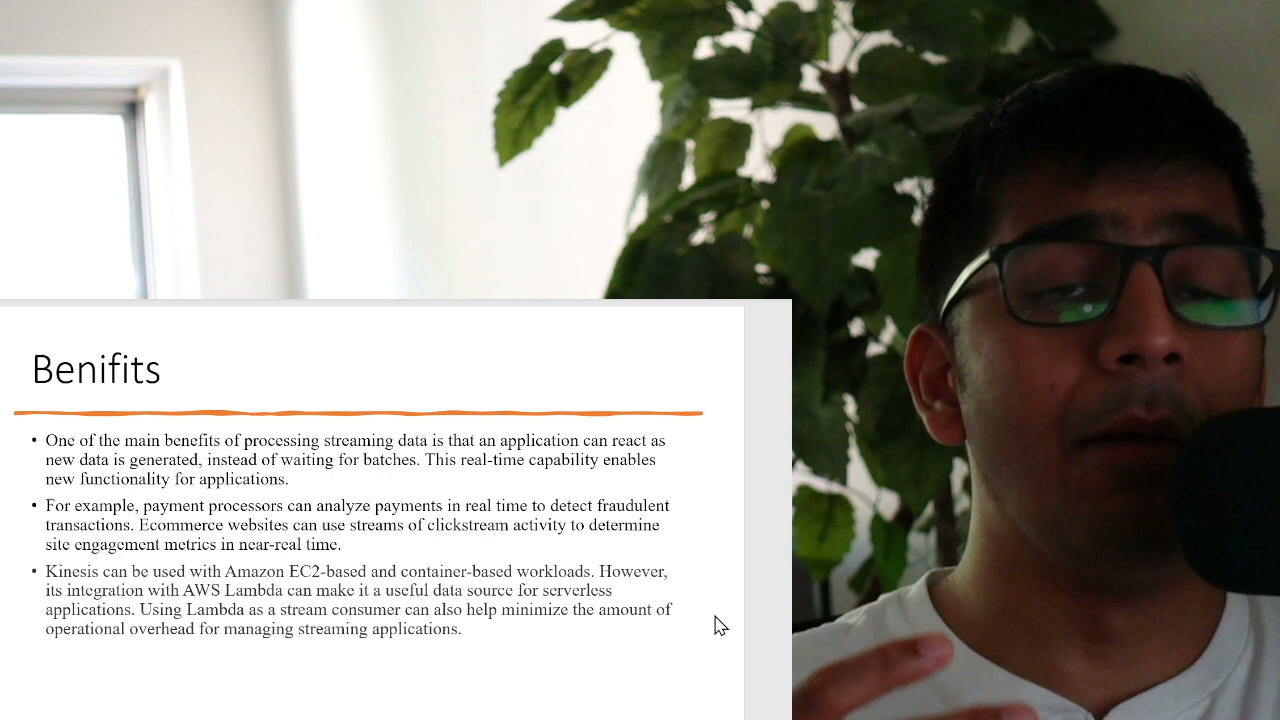 Benifits
• One of the main benefits of processing streaming data is that an application can react as
new data is generated, instead of waiting for batches. This real-time capability enables
new functionality for applications.
• For example, payment processors can analyze payments in real time to detect fraudulent
transactions. Ecommerce websites can use streams of clickstream activity to determine
site engagement metrics in near-real time.
• Kinesis can be used with Amazon EC2-based and container-based workloads. However,
its integration with AWS Lambda can make it a useful data source for serverless
applications. Using Lambda as a stream consumer can also help minimize the amount of
operational overhead for managing streaming applications.